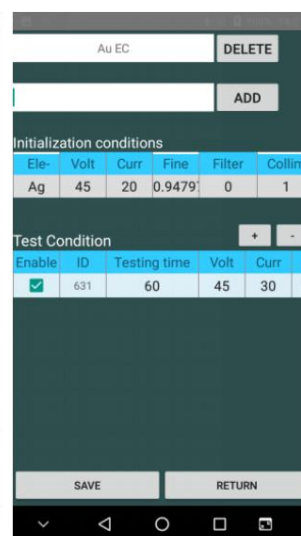 Au EC DELETE
ADD
Initialization conditions
Ele- Volt Curr Fine Filter Collim
Ag 45 20 0.9479 0 1
Test Condition + -
Enable ID Testing time Volt Curr
631 60 45 30
SAVE RETURN